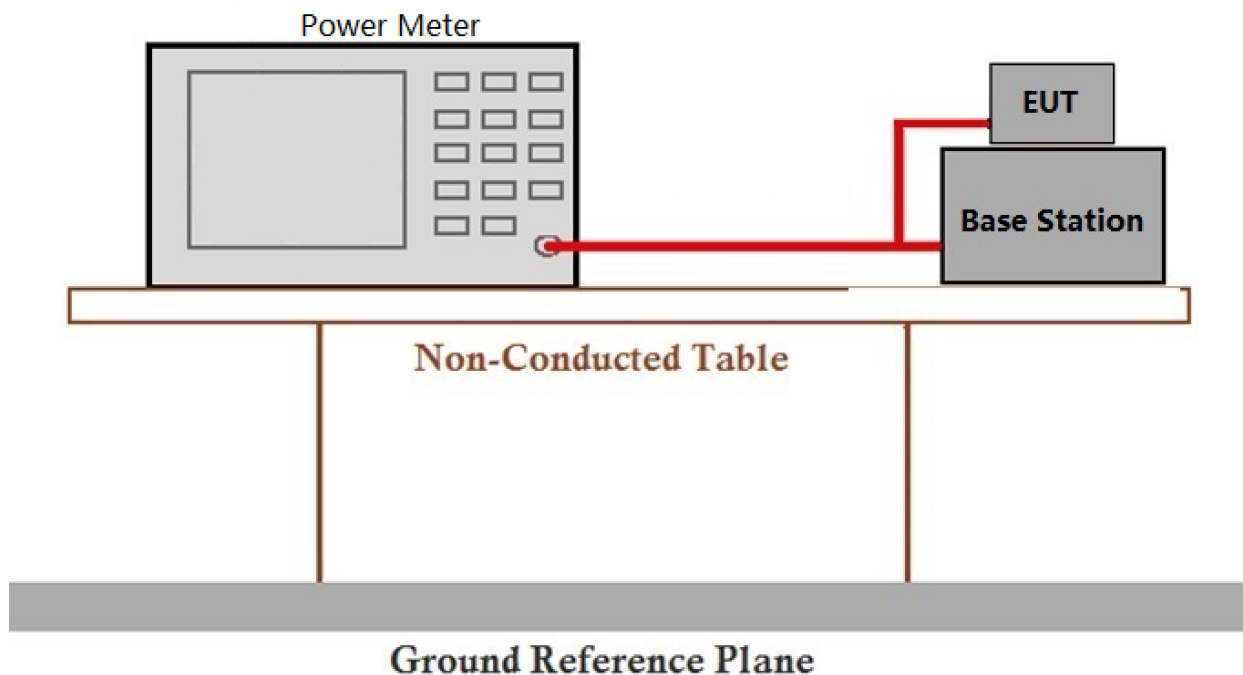 Power Meter
EUT
Base Station
Non-Conducted Table
Ground Reference Plane